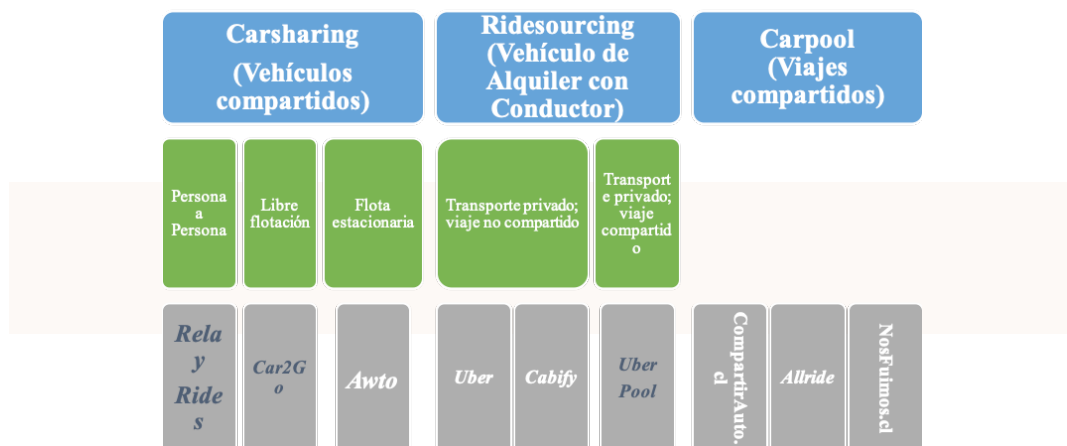 Carsharing
(Vehículos
compartidos)
Ridesourcing
(Vehículo de
Alquiler con
Conductor)
Carpool
(Viajes
compartidos)
Persona
a
Persona
Libre
flotación
Flota
estacionaria
Transporte privado;
viaje no compartido
Transport
e privado;
viaje
compartid
o
Rela
y
Ride
s
Car2G
o
Awto
Uber
Cabify
Uber
Pool
CompartirAuto.
cl
Allride
NosFuimos.cl